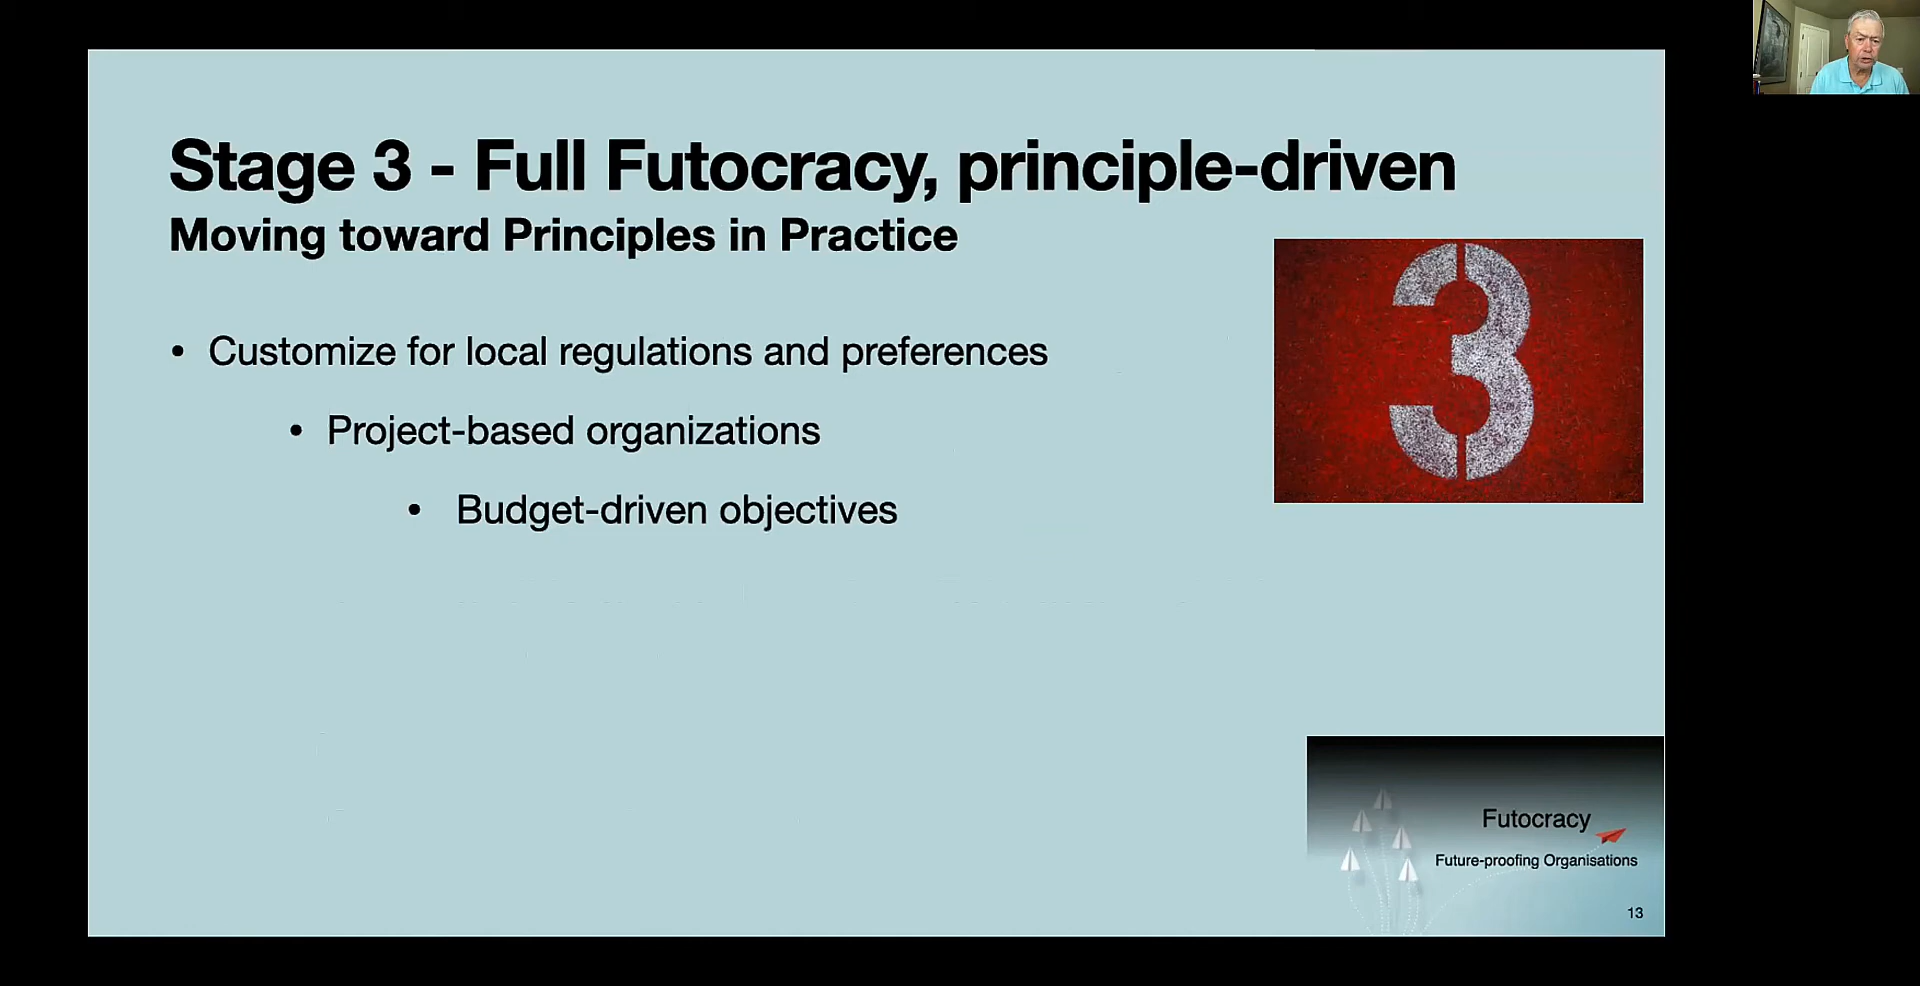 Stage 3 - Full Futocracy, principle-driven
Moving toward Principles in Practice
• Customize for local regulations and preferences
• Project-based organizations
• Budget-driven objectives
3
Futocracy
Future-proofing Organisations
13